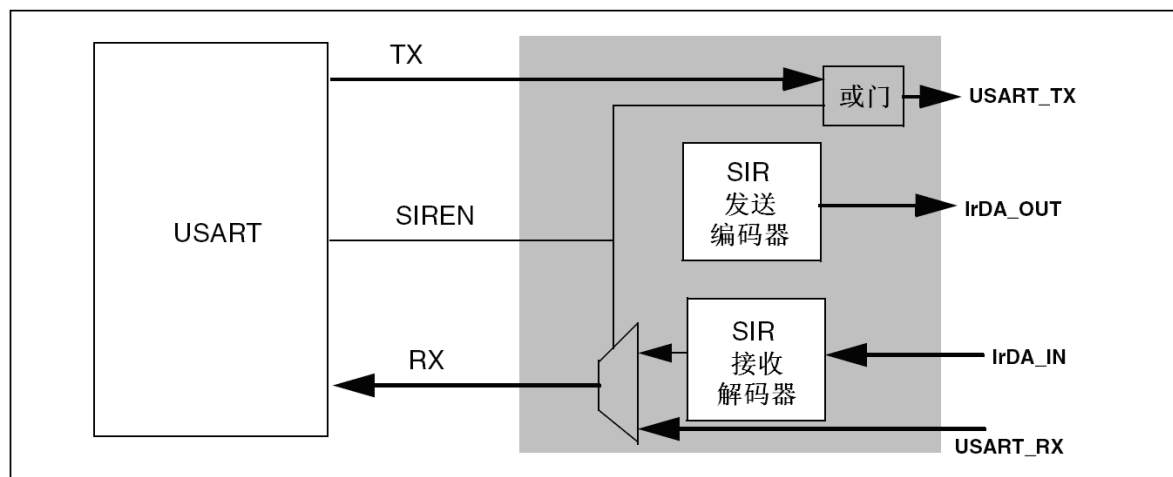 TX
或门
USART_TX
SIR
发送
编码器
IrDA_OUT
SIREN
USART
SIR
接收
解码器
IrDA_IN
RX
USART_RX